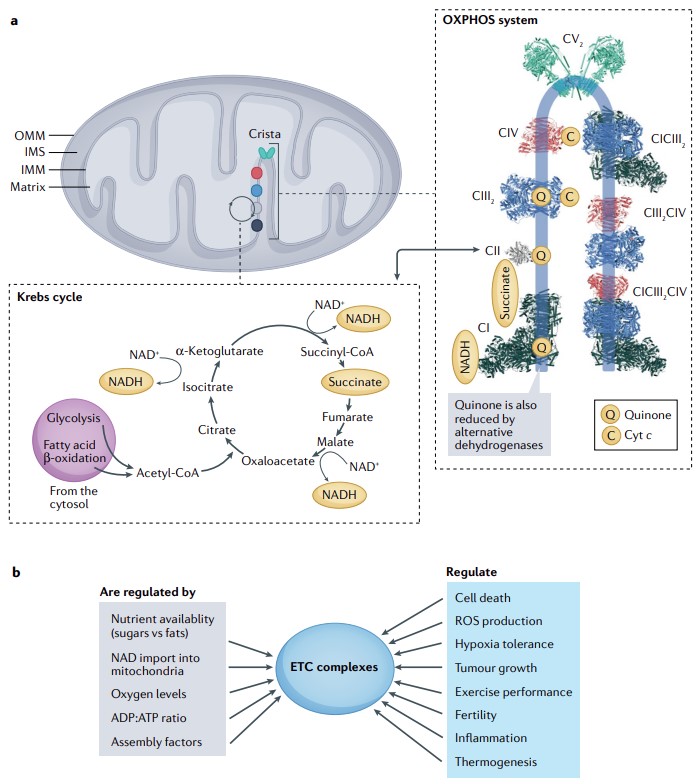 a
OXPHOS system
CV2
OMM
IMS
IMM
Matrix
Crista
CIV
C
CICIII2
CIII2
Q
C
CIII2CIV
CII
Q
Succinate
CICIII2CIV
CI
NADH
Q
Quinone is also
reduced by
alternative
dehydrogenases
Q Quinone
C Cyt c
Krebs cycle
NAD+
NADH
α-Ketoglutarate
Succinyl-CoA
NAD+
NADH
Isocitrate
Succinate
Fumarate
Citrate
Malate
Oxaloacetate
NAD+
NADH
Glycolysis
Fatty acid
β-oxidation
Acetyl-CoA
From the
cytosol
b
Are regulated by
Nutrient availablity
(sugars vs fats)
NAD import into
mitochondria
Oxygen levels
ADP:ATP ratio
Assembly factors
ETC complexes
Regulate
Cell death
ROS production
Hypoxia tolerance
Tumour growth
Exercise performance
Fertility
Inflammation
Thermogenesis